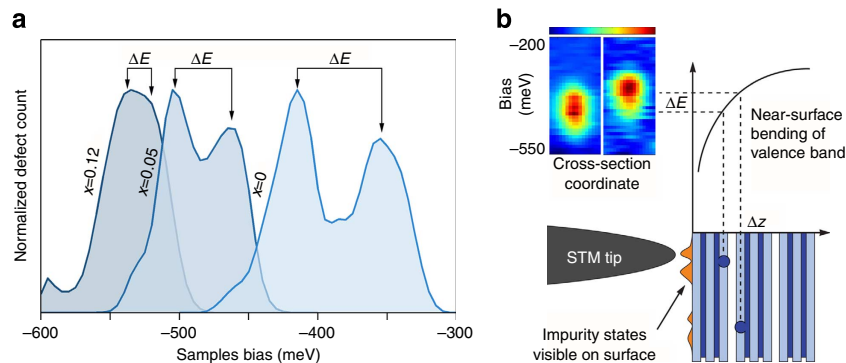 a
ΔE
ΔE
ΔE
Normalized defect count
x=0.12
x=0.05
x=0
–600
–500
–400
–300
Samples bias (meV)
b
–200
Bias
(meV)
–550
Cross-section
coordinate
ΔE
Near-surface
bending of
valence band
Δz
STM tip
Impurity states
visible on surface